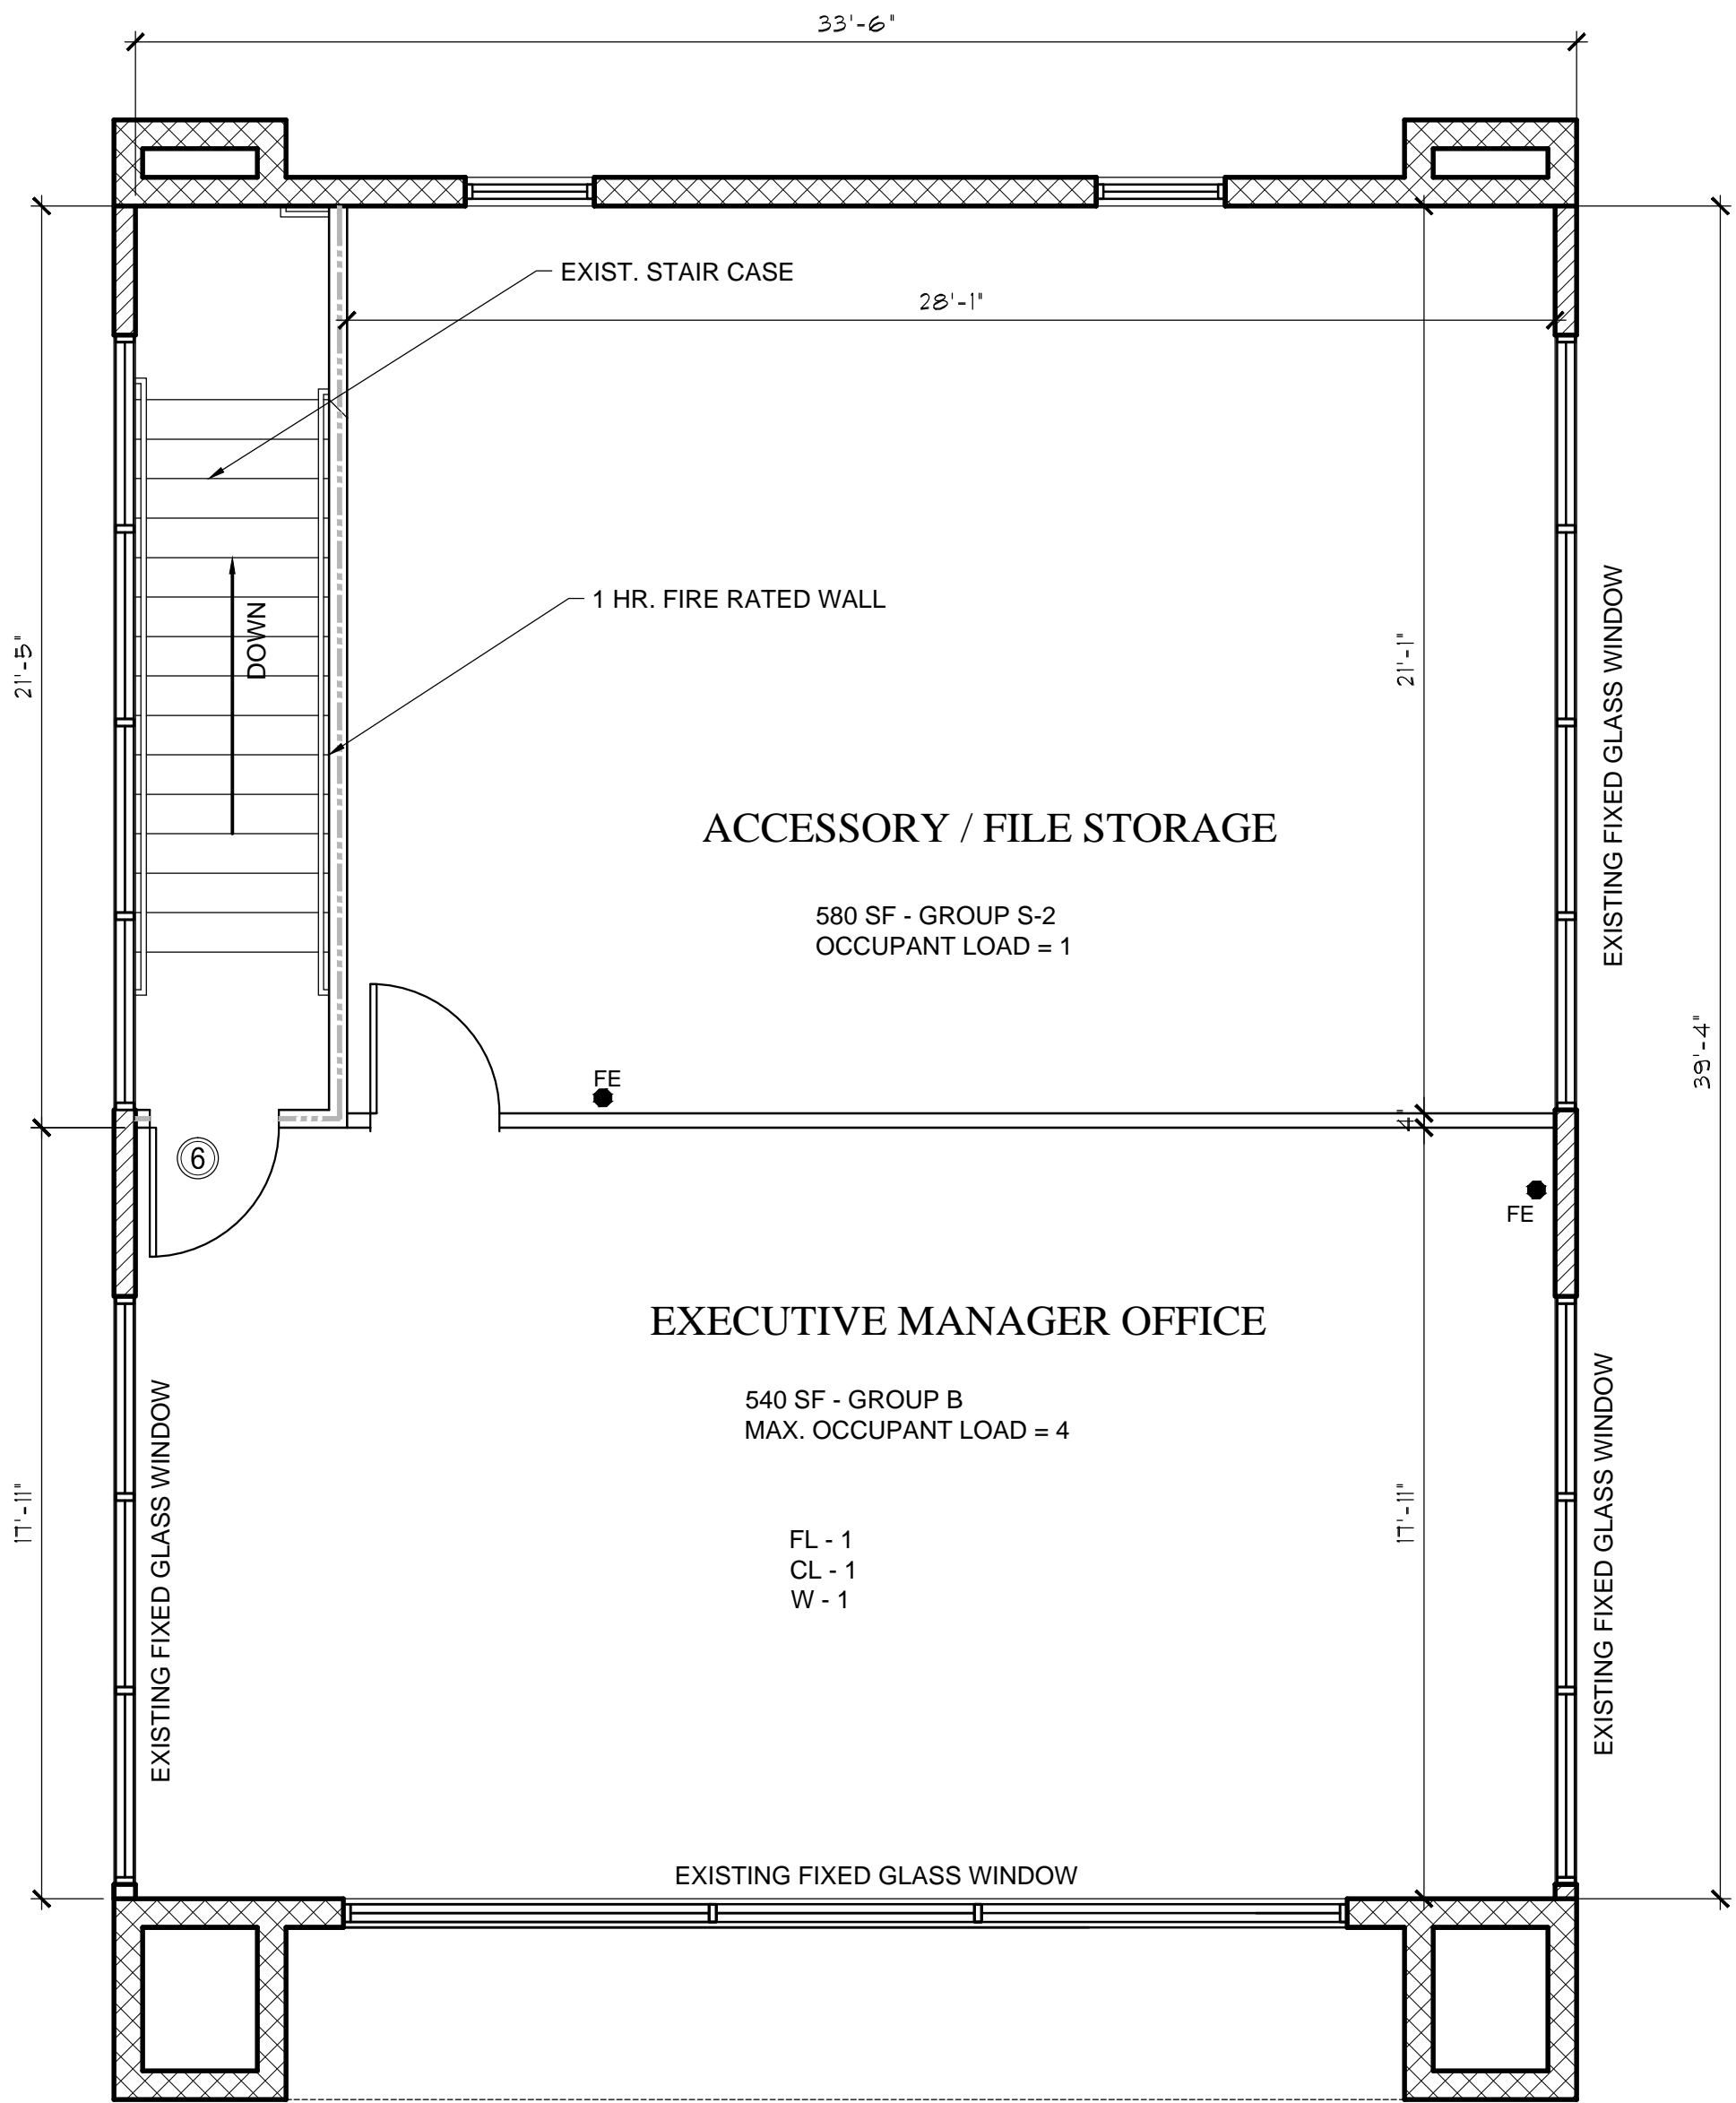 33'-6"
EXIST. STAIR CASE
28'-1"
1 HR. FIRE RATED WALL
DOWN
21'-5"
21'-1"
EXISTING FIXED GLASS WINDOW
ACCESSORY / FILE STORAGE
580 SF - GROUP S-2
OCCUPANT LOAD = 1
39'-4"
FE
4"
6
FE
EXECUTIVE MANAGER OFFICE
540 SF - GROUP B
MAX. OCCUPANT LOAD = 4
17'-11"
EXISTING FIXED GLASS WINDOW
FL - 1
CL - 1
W - 1
17'-11"
EXISTING FIXED GLASS WINDOW
EXISTING FIXED GLASS WINDOW